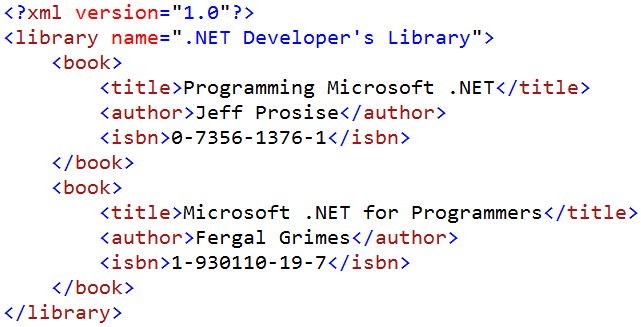 <?xml version="1.0"?>
<library name=".NET Developer's Library">
    <book>
        <title>Programming Microsoft .NET</title>
        <author>Jeff Prosise</author>
        <isbn>0-7356-1376-1</isbn>
    </book>
    <book>
        <title>Microsoft .NET for Programmers</title>
        <author>Fergal Grimes</author>
        <isbn>1-930110-19-7</isbn>
    </book>
</library>